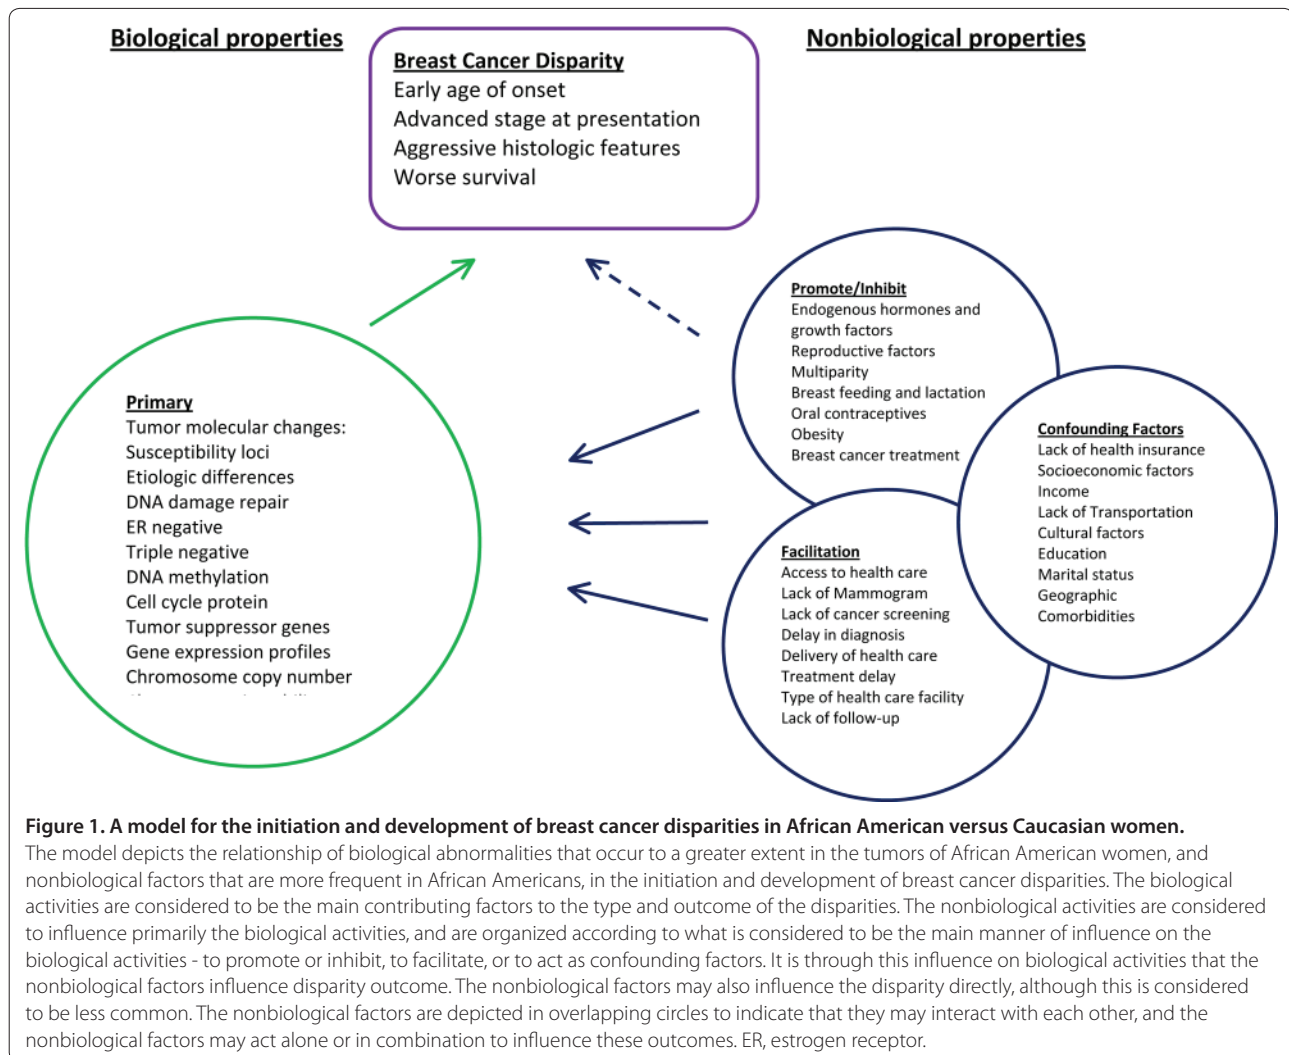 Biological properties
Nonbiological properties
Breast Cancer Disparity
Early age of onset
Advanced stage at presentation
Aggressive histologic features
Worse survival
Primary
Tumor molecular changes:
Susceptibility loci
Etiologic differences
DNA damage repair
ER negative
Triple negative
DNA methylation
Cell cycle protein
Tumor suppressor genes
Gene expression profiles
Chromosome copy number
Promote/Inhibit
Endogenous hormones and
growth factors
Reproductive factors
Multiparity
Breast feeding and lactation
Oral contraceptives
Obesity
Breast cancer treatment
Confounding Factors
Lack of health insurance
Socioeconomic factors
Income
Lack of Transportation
Cultural factors
Education
Marital status
Geographic
Comorbidities
Facilitation
Access to health care
Lack of Mammogram
Lack of cancer screening
Delay in diagnosis
Delivery of health care
Treatment delay
Type of health care facility
Lack of follow-up
Figure 1. A model for the initiation and development of breast cancer disparities in African American versus Caucasian women.
The model depicts the relationship of biological abnormalities that occur to a greater extent in the tumors of African American women, and
nonbiological factors that are more frequent in African Americans, in the initiation and development of breast cancer disparities. The biological
activities are considered to be the main contributing factors to the type and outcome of the disparities. The nonbiological activities are considered
to influence primarily the biological activities, and are organized according to what is considered to be the main manner of influence on the
biological activities - to promote or inhibit, to facilitate, or to act as confounding factors. It is through this influence on biological activities that the
nonbiological factors influence disparity outcome. The nonbiological factors may also influence the disparity directly, although this is considered
to be less common. The nonbiological factors are depicted in overlapping circles to indicate that they may interact with each other, and the
nonbiological factors may act alone or in combination to influence these outcomes. ER, estrogen receptor.